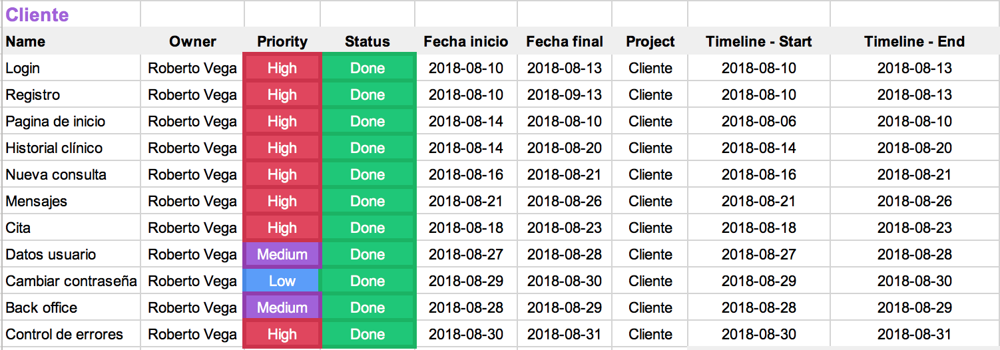 Cliente
Name Owner Priority Status Fecha inicio Fecha final Project Timeline - Start Timeline - End
Login Roberto Vega High Done 2018-08-10 2018-08-13 Cliente 2018-08-10 2018-08-13
Registro Roberto Vega High Done 2018-08-10 2018-09-13 Cliente 2018-08-10 2018-08-13
Pagina de inicio Roberto Vega High Done 2018-08-14 2018-08-10 Cliente 2018-08-06 2018-08-10
Historial clínico Roberto Vega High Done 2018-08-14 2018-08-20 Cliente 2018-08-14 2018-08-20
Nueva consulta Roberto Vega High Done 2018-08-16 2018-08-21 Cliente 2018-08-16 2018-08-21
Mensajes Roberto Vega High Done 2018-08-21 2018-08-26 Cliente 2018-08-21 2018-08-26
Cita Roberto Vega High Done 2018-08-18 2018-08-23 Cliente 2018-08-18 2018-08-23
Datos usuario Roberto Vega Medium Done 2018-08-27 2018-08-28 Cliente 2018-08-27 2018-08-28
Cambiar contraseña Roberto Vega Low Done 2018-08-29 2018-08-30 Cliente 2018-08-29 2018-08-30
Back office Roberto Vega Medium Done 2018-08-28 2018-08-29 Cliente 2018-08-28 2018-08-29
Control de errores Roberto Vega High Done 2018-08-30 2018-08-31 Cliente 2018-08-30 2018-08-31